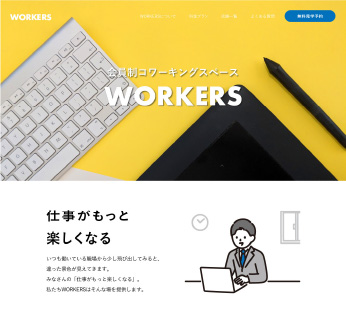 WORKERS
無料見学予約
会員制コワーキングスペース
WORKERS
仕事がもっと
楽しくなる
いつも働いている職場から少し飛び出してみると、
違った景色が見えてきます。
みなさんの「仕事がもっと楽しくなる」。
私たちWORKERSはそんな場を提供します。